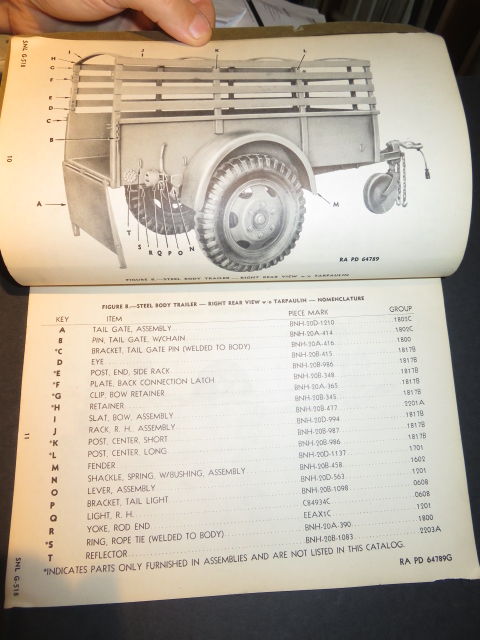 SNL G-518
10
I J K L
H
G
F
E
D
C
B
A
T S R Q P O N
M
RA PD 64789
FIGURE 8.—STEEL BODY TRAILER — RIGHT REAR VIEW w/o TARPAULIN
FIGURE 8.—STEEL BODY TRAILER — RIGHT REAR VIEW w/o TARPAULIN — NOMENCLATURE
KEY ITEM PIECE MARK GROUP
A TAIL GATE, ASSEMBLY BNH-20D-1210 1802C
B PIN, TAIL GATE, W/CHAIN BNH-20A-414 1802C
*C BRACKET, TAIL GATE PIN (WELDED TO BODY) BNH-20A-416 1800
D EYE BNH-20B-415 1817B
*E POST, END, SIDE RACK BNH-20B-986 1817B
*F PLATE, BACK CONNECTION LATCH BNH-20B-348 1817B
*G CLIP, BOW RETAINER BNH-20A-365 1817B
*H RETAINER BNH-20B-345 1817B
I SLAT, BOW, ASSEMBLY BNH-20B-477 2201A
J RACK, R. H., ASSEMBLY BNH-20D-994 1817B
*K POST, CENTER, SHORT BNH-20B-987 1817B
*L POST, CENTER, LONG BNH-20B-986 1817B
M FENDER BNH-20D-1137 1701
N SHACKLE, SPRING, W/BUSHING, ASSEMBLY BNH-20B-458 1602
O LEVER, ASSEMBLY BNH-20D-563 1201
P BRACKET, TAIL LIGHT BNH-20B-1098 0608
Q LIGHT, R. H. C84934C 0608
R YOKE, ROD END EEAX1C 1201
*S RING, ROPE TIE (WELDED TO BODY) BNH-20A-390 1800
T REFLECTOR BNH-20B-1083 2203A
*INDICATES PARTS ONLY FURNISHED IN ASSEMBLIES AND ARE NOT LISTED IN THIS CATALOG.
RA PD 64789G
11
SNL G-518